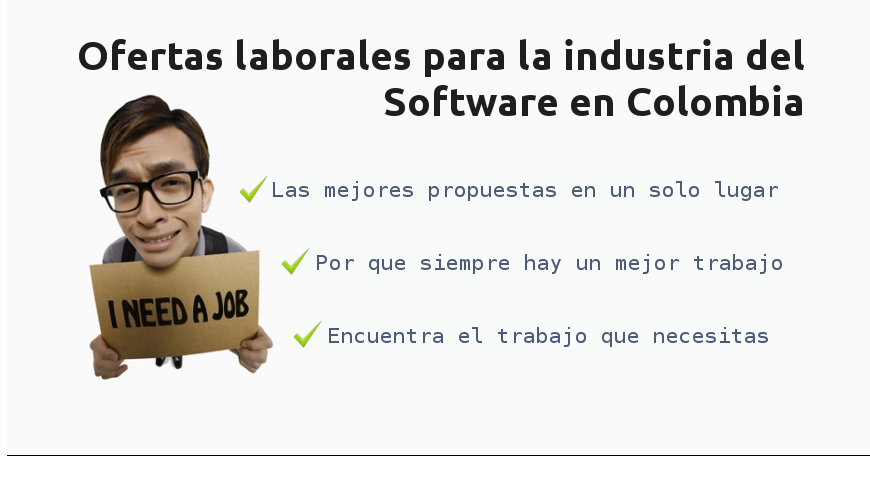 Ofertas laborales para la industria del
Software en Colombia
Las mejores propuestas en un solo lugar
Por que siempre hay un mejor trabajo
I NEED A JOB
Encuentra el trabajo que necesitas